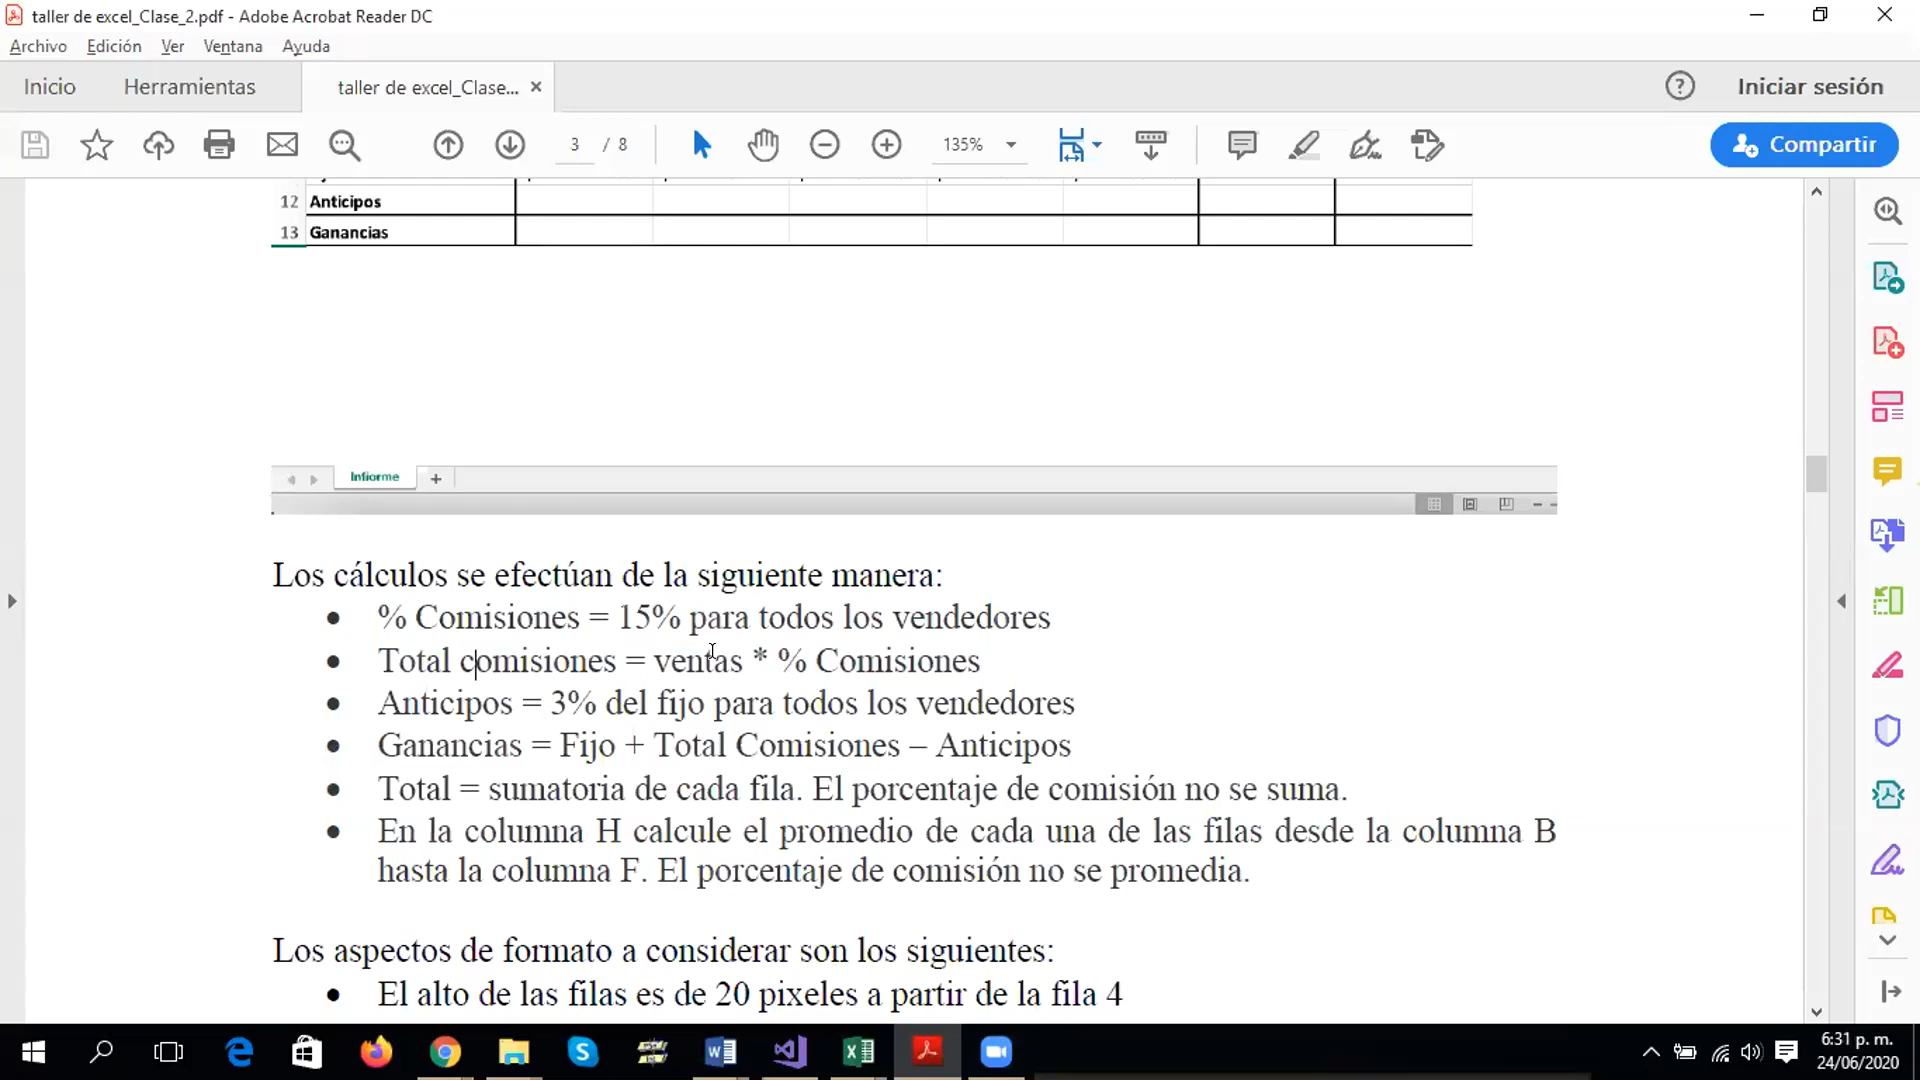 taller de excel_Clase_2.pdf - Adobe Acrobat Reader DC
Archivo Edición Ver Ventana Ayuda
Inicio Herramientas taller de excel_Clase... × Iniciar sesión
3 / 8 135% Compartir
12 Anticipos
13 Ganancias
Infiorme
Los cálculos se efectúan de la siguiente manera:
• % Comisiones = 15% para todos los vendedores
• Total comisiones = ventas * % Comisiones
• Anticipos = 3% del fijo para todos los vendedores
• Ganancias = Fijo + Total Comisiones – Anticipos
• Total = sumatoria de cada fila. El porcentaje de comisión no se suma.
• En la columna H calcule el promedio de cada una de las filas desde la columna B
hasta la columna F. El porcentaje de comisión no se promedia.
Los aspectos de formato a considerar son los siguientes:
• El alto de las filas es de 20 pixeles a partir de la fila 4
6:31 p. m.
24/06/2020